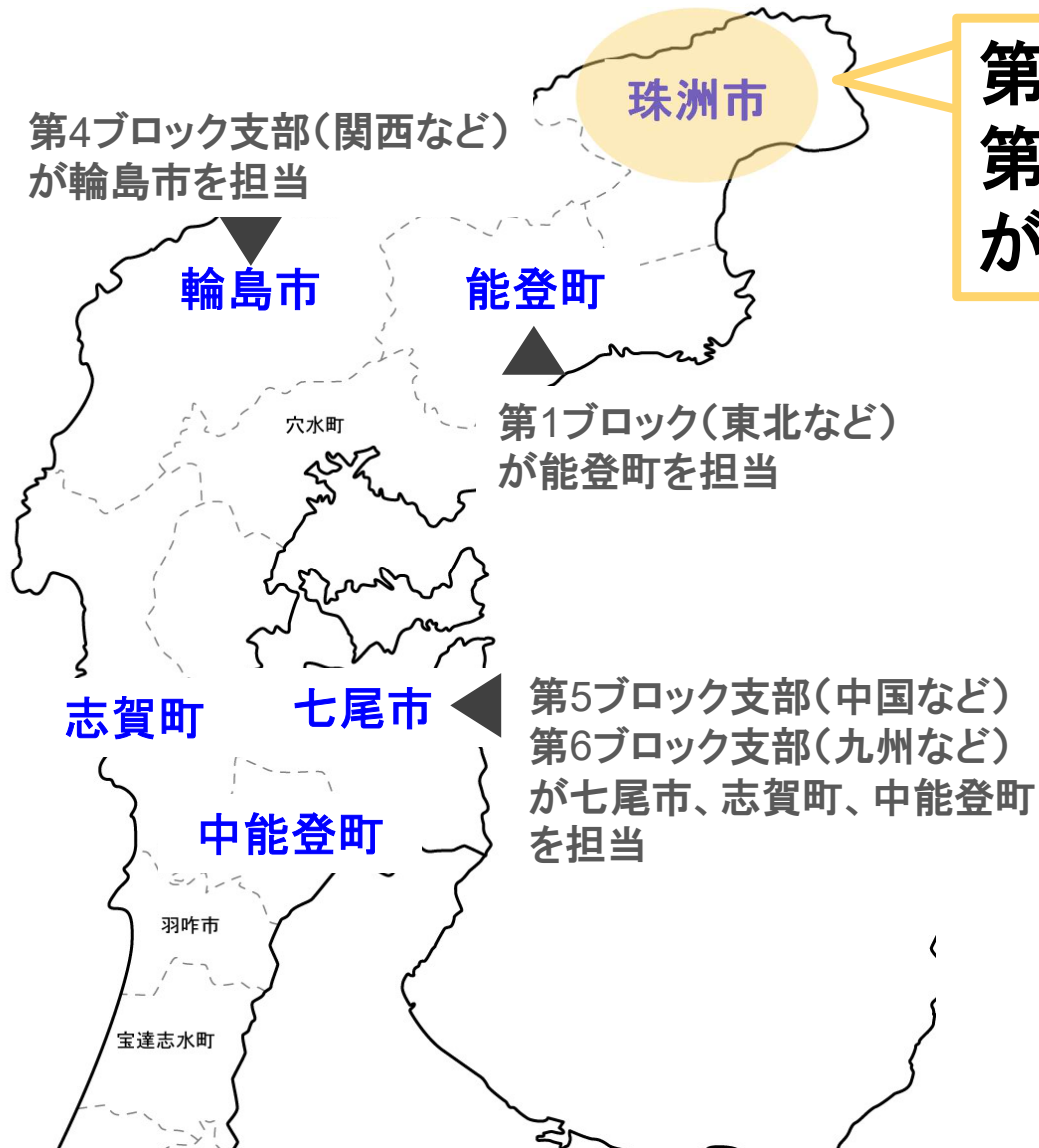 珠洲市
第
第
が
第4ブロック支部（関西など）
が輪島市を担当
輪島市
能登町
穴水町
第1ブロック（東北など）
が能登町を担当
志賀町
七尾市
第5ブロック支部（中国など）
第6ブロック支部（九州など）
が七尾市、志賀町、中能登町
を担当
中能登町
羽咋市
宝達志水町